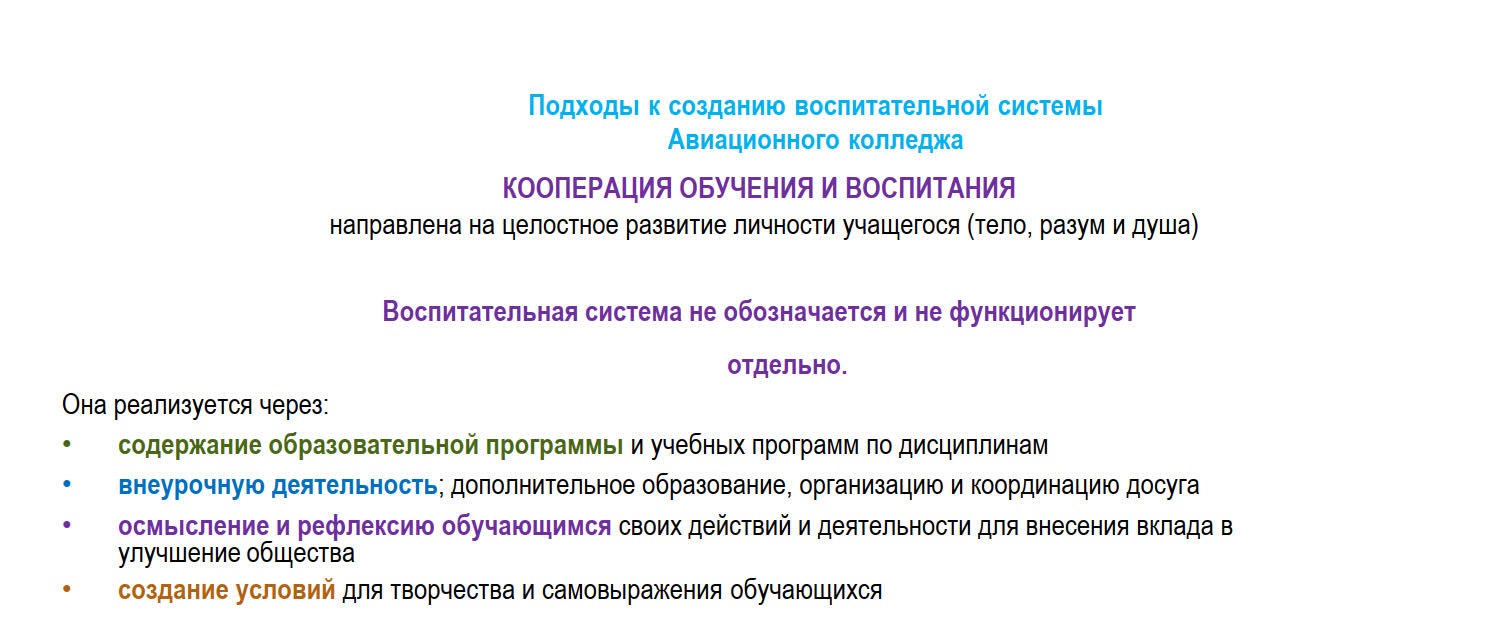 Подходы к созданию воспитательной системы
Авиационного колледжа
КООПЕРАЦИЯ ОБУЧЕНИЯ И ВОСПИТАНИЯ
направлена на целостное развитие личности учащегося (тело, разум и душа)
Воспитательная система не обозначается и не функционирует
отдельно.
Она реализуется через:
• содержание образовательной программы и учебных программ по дисциплинам
• внеурочную деятельность; дополнительное образование, организацию и координацию досуга
• осмысление и рефлексию обучающимся своих действий и деятельности для внесения вклада в
улучшение общества
• создание условий для творчества и самовыражения обучающихся